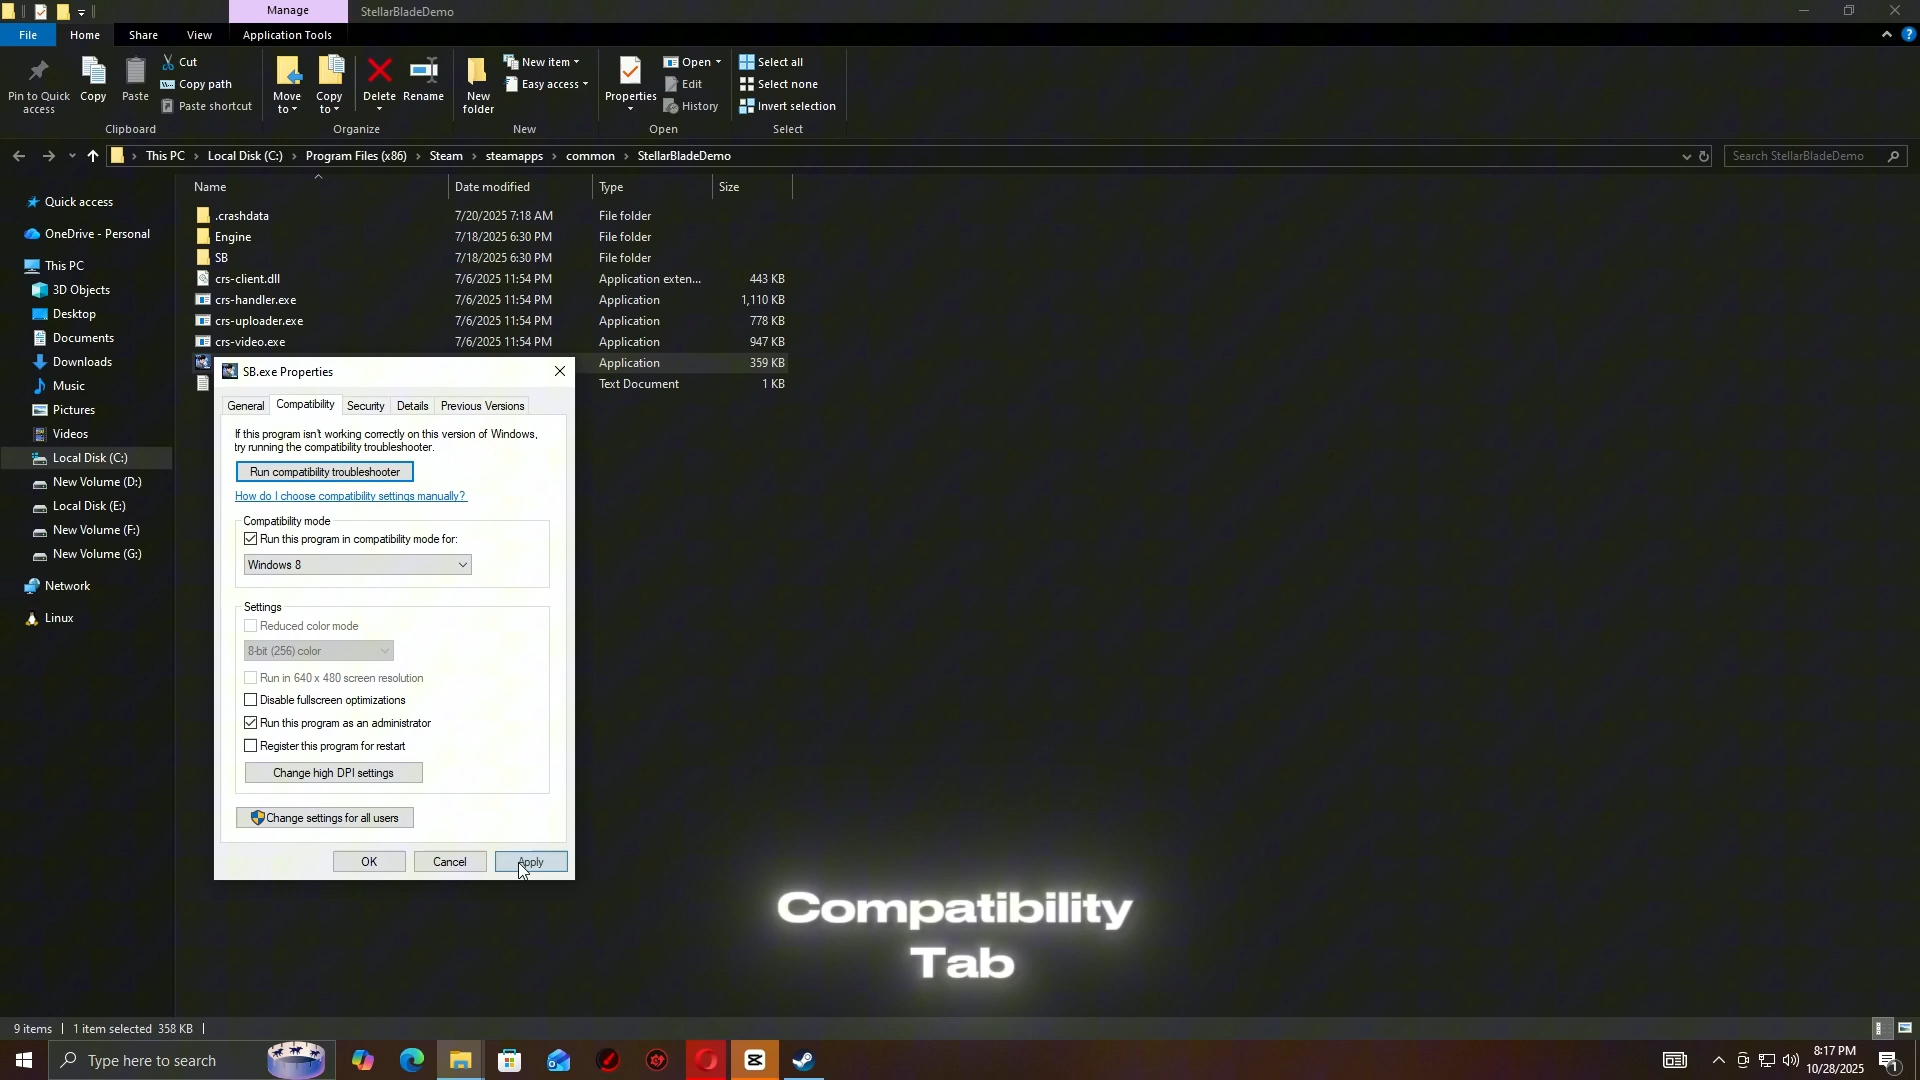 Manage
StellarBladeDemo
File
Home
Share
View
Application Tools
Pin to Quick access
Copy
Paste
Cut
Copy path
Paste shortcut
Clipboard
Move to
Copy to
Delete
Rename
Organize
New folder
New item
Easy access
New
Properties
Open
Edit
History
Open
Select all
Select none
Invert selection
Select
This PC > Local Disk (C:) > Program Files (x86) > Steam > steamapps > common > StellarBladeDemo
Search StellarBladeDemo
Quick access
OneDrive - Personal
This PC
3D Objects
Desktop
Documents
Downloads
Music
Pictures
Videos
Local Disk (C:)
New Volume (D:)
Local Disk (E:)
New Volume (F:)
New Volume (G:)
Network
Linux
Name Date modified Type Size
.crashdata 7/20/2025 7:18 AM File folder
Engine 7/18/2025 6:30 PM File folder
SB 7/18/2025 6:30 PM File folder
crs-client.dll 7/6/2025 11:54 PM Application exten... 443 KB
crs-handler.exe 7/6/2025 11:54 PM Application 1,110 KB
crs-uploader.exe 7/6/2025 11:54 PM Application 778 KB
crs-video.exe 7/6/2025 11:54 PM Application 947 KB
Application 359 KB
Text Document 1 KB
SB.exe Properties
General Compatibility Security Details Previous Versions
If this program isn't working correctly on this version of Windows,
try running the compatibility troubleshooter.
Run compatibility troubleshooter
How do I choose compatibility settings manually?
Compatibility mode
Run this program in compatibility mode for:
Windows 8
Settings
Reduced color mode
8-bit (256) color
Run in 640 x 480 screen resolution
Disable fullscreen optimizations
Run this program as an administrator
Register this program for restart
Change high DPI settings
Change settings for all users
OK Cancel Apply
Compatibility
Tab
9 items
1 item selected 358 KB
Type here to search
8:17 PM
10/28/2025
1